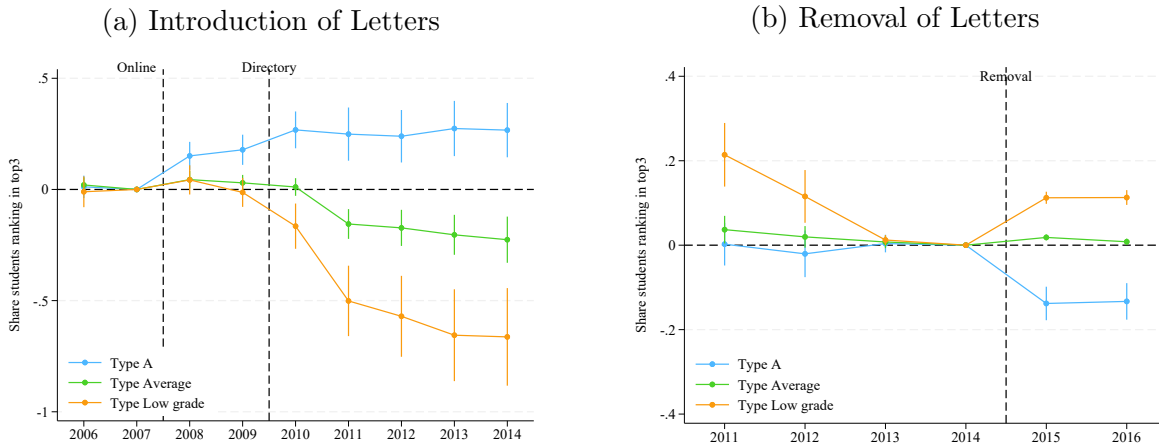 (a) Introduction of Letters
Online
Directory
Share students ranking in top3
.5
0
-.5
-1
Type A
Type Average
Type Low grade
2006 2007 2008 2009 2010 2011 2012 2013 2014
(b) Removal of Letters
Removal
Share students ranking in top3
.4
.2
0
-.2
-.4
Type A
Type Average
Type Low grade
2011 2012 2013 2014 2015 2016